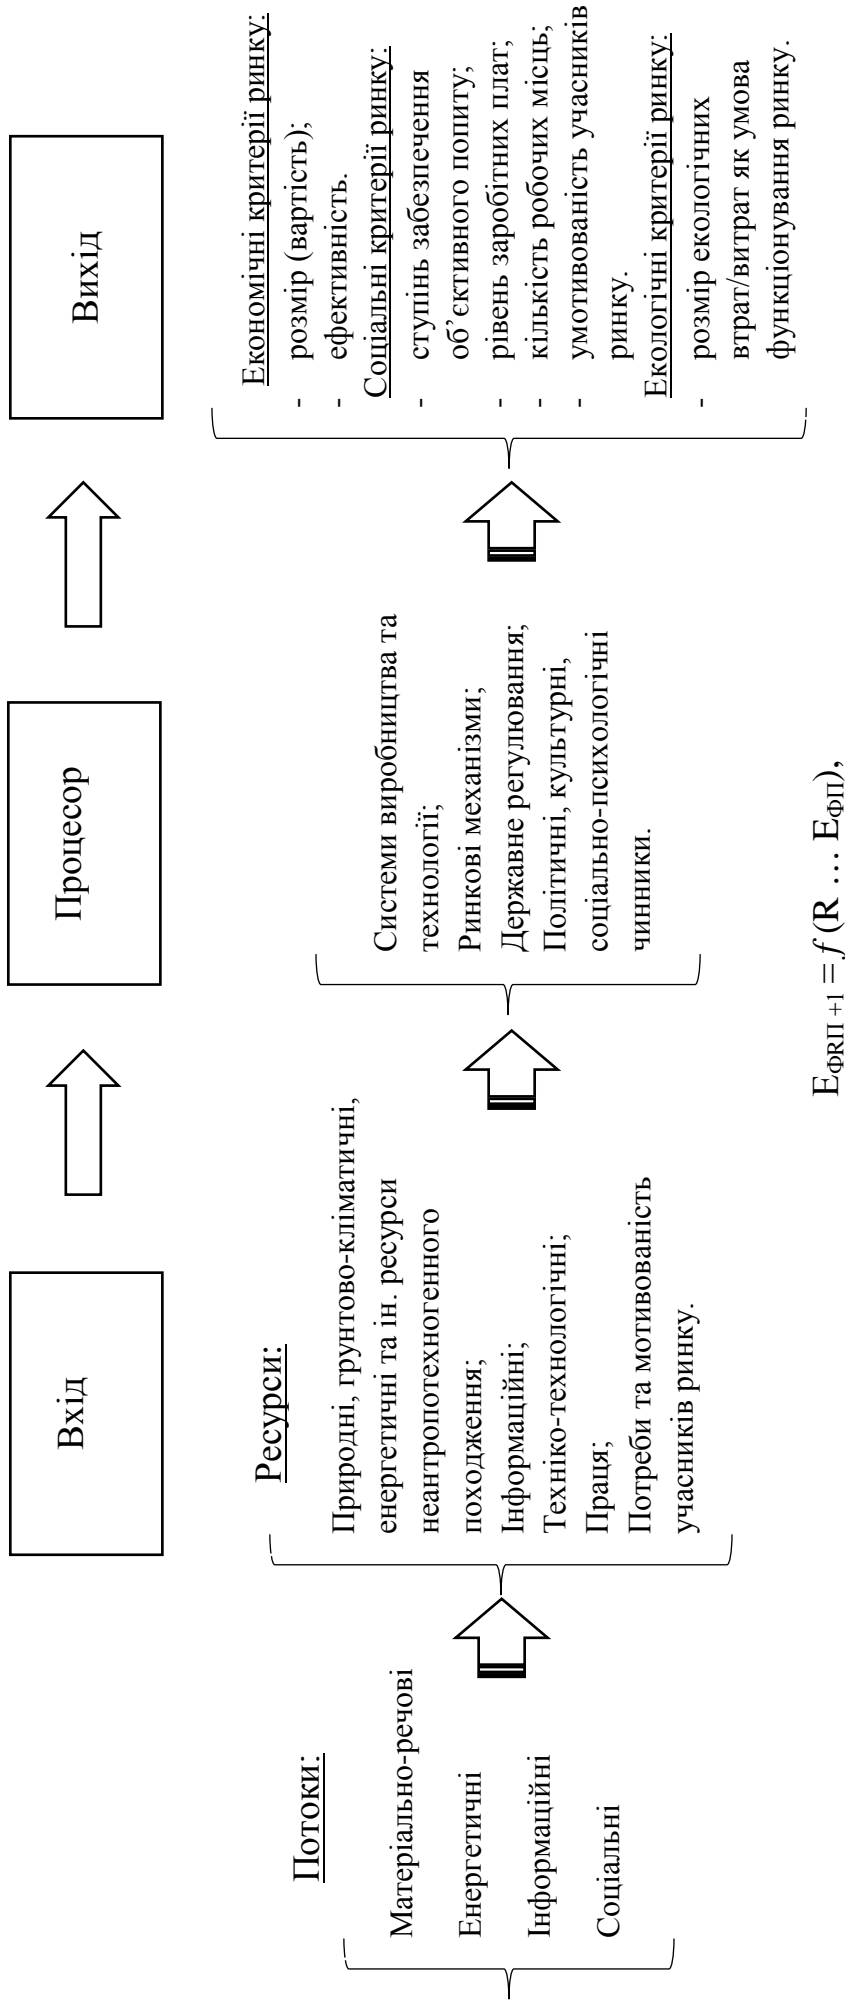 Вхід
Процесор
Вихід
Потоки:
Матеріально-речові
Енергетичні
Інформаційні
Соціальні
Ресурси:
Природні, грунтово-кліматичні,
енергетичні та ін. ресурси
неантропотехногенного
походження;
Інформаційні;
Техніко-технологічні;
Праця;
Потреби та мотивованість
учасників ринку.
Системи виробництва та
технології;
Ринкові механізми;
Державне регулювання;
Політичні, культурні,
соціально-психологічні
чинники.
Економічні критерії ринку:
- розмір (вартість);
- ефективність.
Соціальні критерії ринку:
- ступінь забезпечення
об’єктивного попиту;
- рівень заробітних плат;
- кількість робочих місць;
- умотивованість учасників
ринку.
Екологічні критерії ринку:
- розмір екологічних
втрат/витрат як умова
функціонування ринку.
EФRП +1 = f (R … EФП),